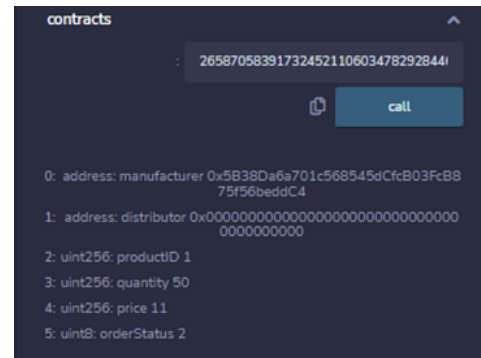 contracts
: 26587058391732452110603478292844
call
0: address: manufacturer 0x5B38Da6a701c568545dCfcB03FcB8
75f56beddC4
1: address: distributor 0x000000000000000000000000000000
0000000000
2: uint256: productID 1
3: uint256: quantity 50
4: uint256: price 11
5: uint8: orderStatus 2